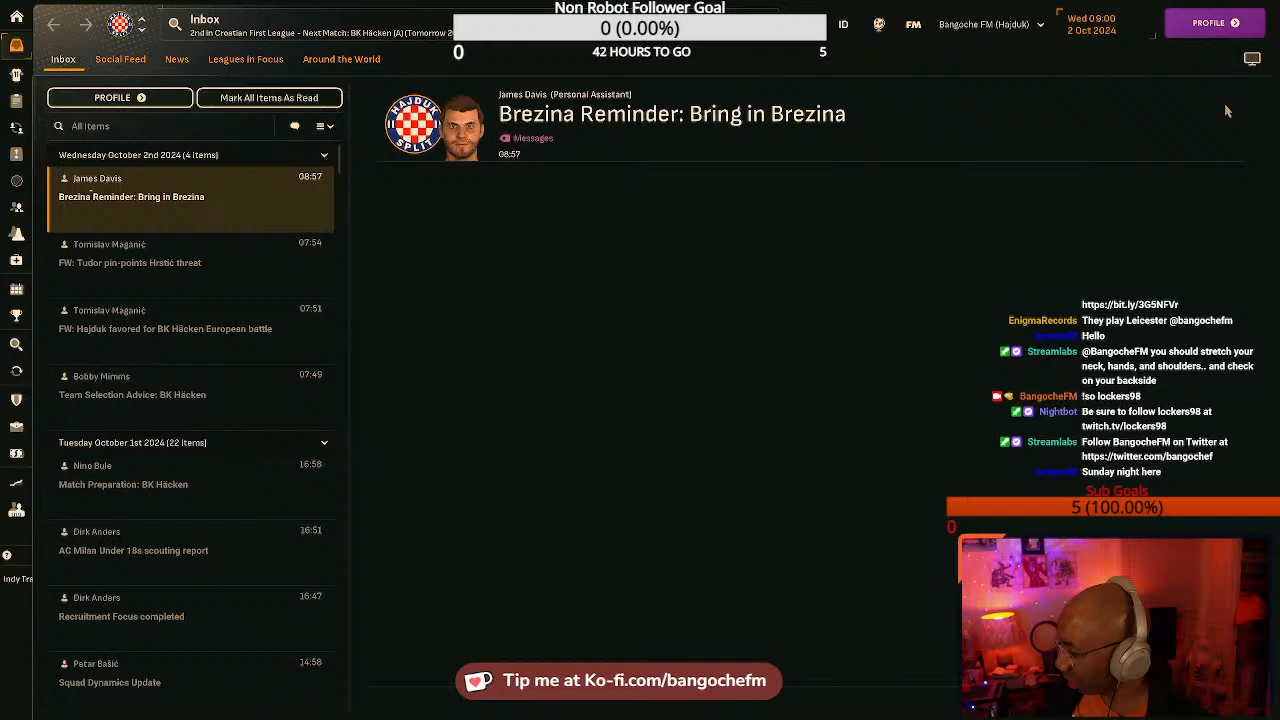 Non Robot Follower Goal
0 (0.00%)
0
42 HOURS TO GO
5
Inbox
2nd in Croatian First League – Next Match: BK Häcken (A)(Tomorrow
ID
FM
Bangoche FM (Hajduk)
Wed 09:00
2 Oct 2024
PROFILE
Inbox
Social Feed
News
Leagues in Focus
Around the World
PROFILE
Mark All Items As Read
All Items
Wednesday October 2nd 2024 (4 Items)
James Davis
08:57
Brezina Reminder: Bring in Brezina
Tomislav Maganić
07:54
FW: Tudor pin-points Hrstić threat
Tomislav Maganić
07:51
FW: Hajduk favored for BK Häcken European battle
Bobby Mimms
07:49
Team Selection Advice: BK Häcken
Tuesday October 1st 2024 (22 Items)
Nino Bule
16:58
Match Preparation: BK Häcken
Dirk Anders
16:51
AC Milan Under 18s scouting report
Dirk Anders
16:47
Recruitment Focus completed
Petar Bašić
14:58
Squad Dynamics Update
Indy Tra
HAJDUK
SPLIT
James Davis (Personal Assistant)
Brezina Reminder: Bring in Brezina
iMessages
08:57
https://bit.ly/3G5NFVr
EnigmaRecords They play Leicester @bangochefm
Hello
Streamlabs @BangocheFM you should stretch your
neck, hands, and shoulders.. and check
on your backside
BangocheFM !so lockers98
Nightbot Be sure to follow lockers98 at
twitch.tv/lockers98
Streamlabs Follow BangocheFM on Twitter at
https://twitter.com/bangochef
Sunday night here
Sub Goals
5 (100.00%)
0
Tip me at Ko-fi.com/bangochefm